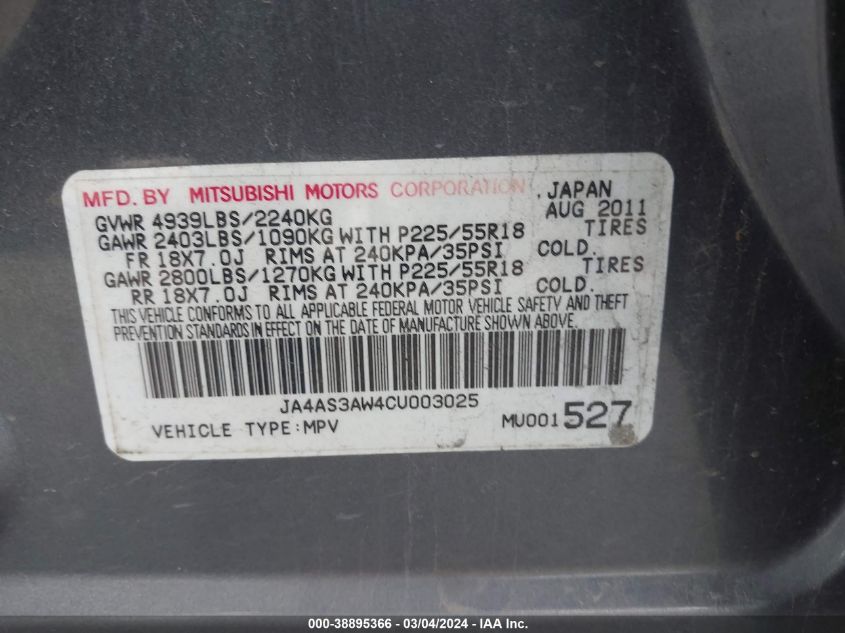 MFD. BY MITSUBISHI MOTORS CORPORATION, JAPAN
GVWR 4939LBS/2240KG AUG 2011
GAWR 2403LBS/1090KG WITH P225/55R18 TIRES
FR 18X7.0J RIMS AT 240KPA/35PSI COLD.
GAWR 2800LBS/1270KG WITH P225/55R18 TIRES
RR 18X7.0J RIMS AT 240KPA/35PSI COLD.
THIS VEHICLE CONFORMS TO ALL APPLICABLE FEDERAL MOTOR VEHICLE SAFETY AND THEFT
PREVENTION STANDARDS IN EFFECT ON THE DATE OF MANUFACTURE SHOWN ABOVE.
JA4AS3AW4CU003025
VEHICLE TYPE:MPV MU001527
000-38895366 - 03/04/2024 - IAA Inc.